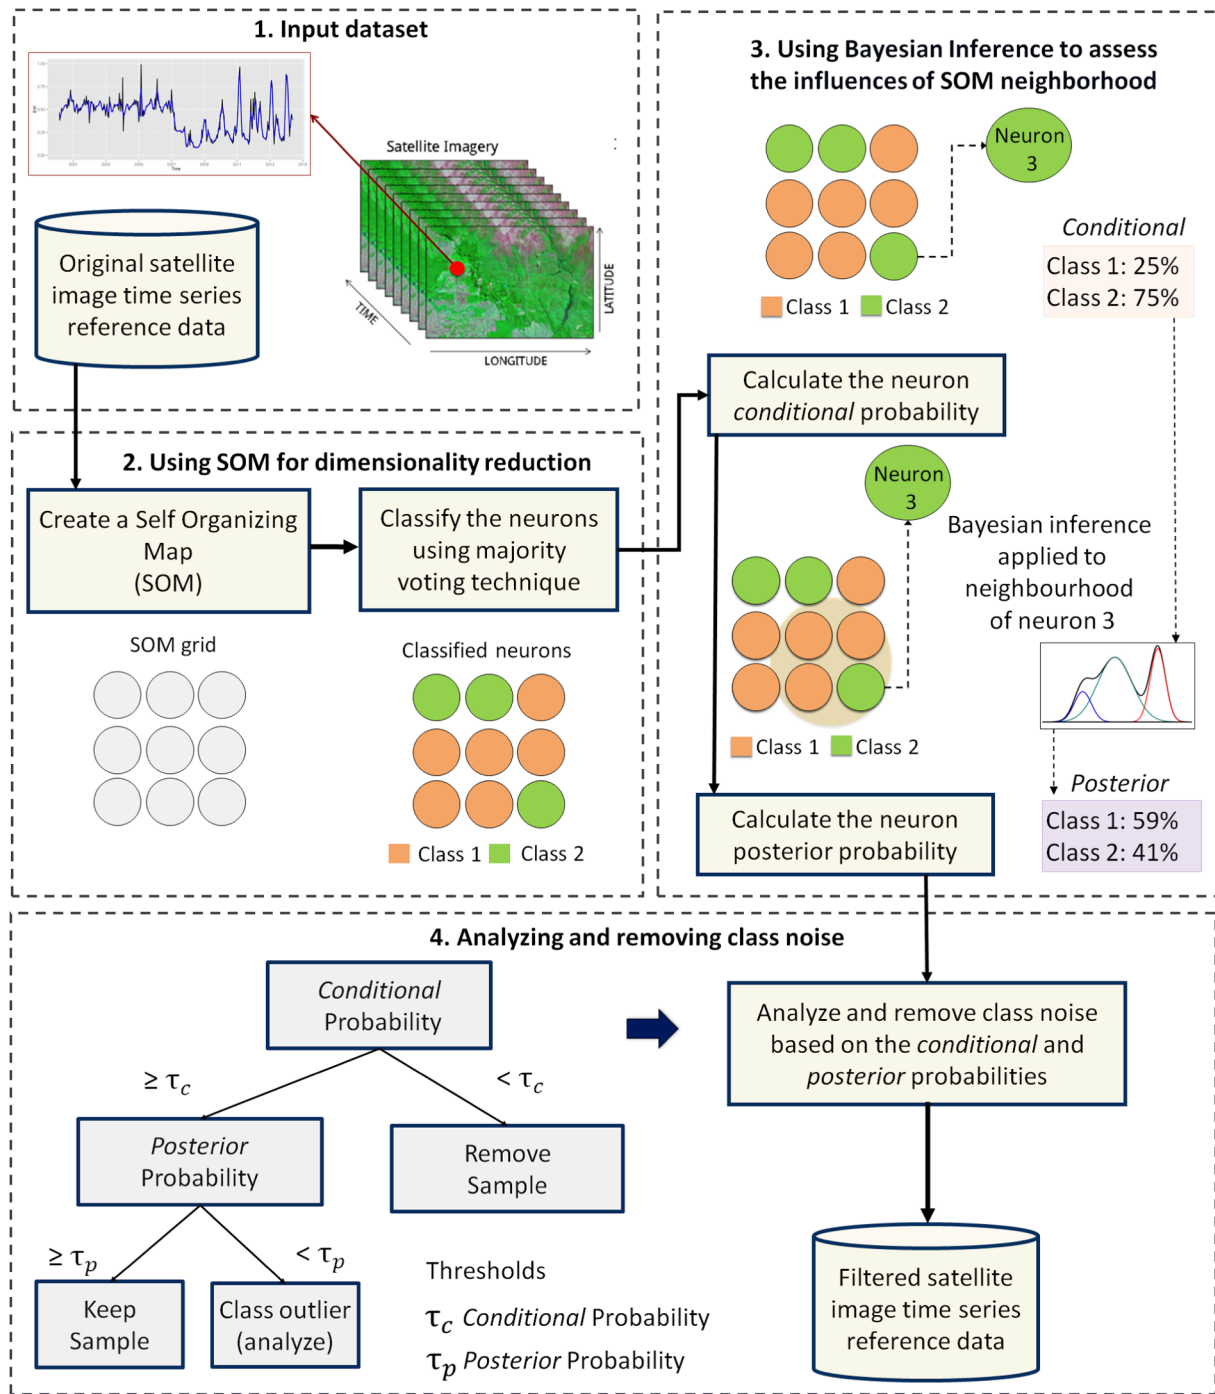 1. Input dataset
Time
Satellite Imagery
Original satellite
image time series
reference data
TIME
LATITUDE
LONGITUDE
2. Using SOM for dimensionality reduction
Create a Self Organizing
Map
(SOM)
Classify the neurons
using majority
voting technique
SOM grid
Classified neurons
Class 1
Class 2
3. Using Bayesian Inference to assess
the influences of SOM neighborhood
Neuron
3
Class 1
Class 2
Conditional
Class 1: 25%
Class 2: 75%
Calculate the neuron
conditional probability
Neuron
3
Bayesian inference
applied to
neighbourhood
of neuron 3
Class 1
Class 2
Posterior
Class 1: 59%
Class 2: 41%
Calculate the neuron
posterior probability
4. Analyzing and removing class noise
Conditional
Probability
≥ τc
< τc
Posterior
Probability
Remove
Sample
≥ τp
< τp
Keep
Sample
Class outlier
(analyze)
Thresholds
τc Conditional Probability
τp Posterior Probability
Analyze and remove class noise
based on the conditional and
posterior probabilities
Filtered satellite
image time series
reference data